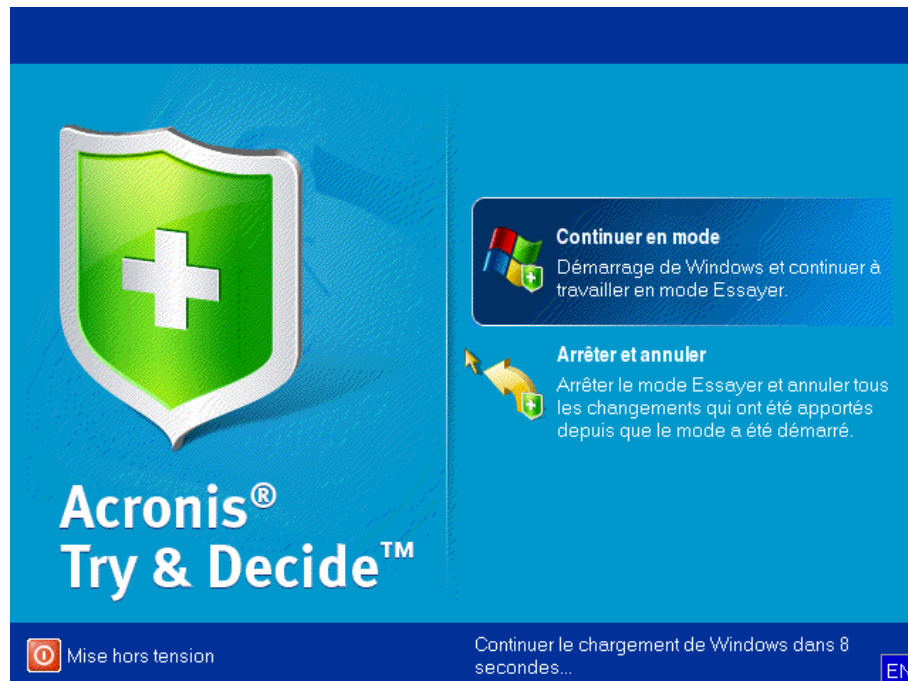 Continuer en mode
Démarrage de Windows et continuer à
travailler en mode Essayer.
Arrêter et annuler
Arrêter le mode Essayer et annuler tous
les changements qui ont été apportés
depuis que le mode a été démarré.
Acronis®
Try & Decide™
Mise hors tension
Continuer le chargement de Windows dans 8
secondes...
EN